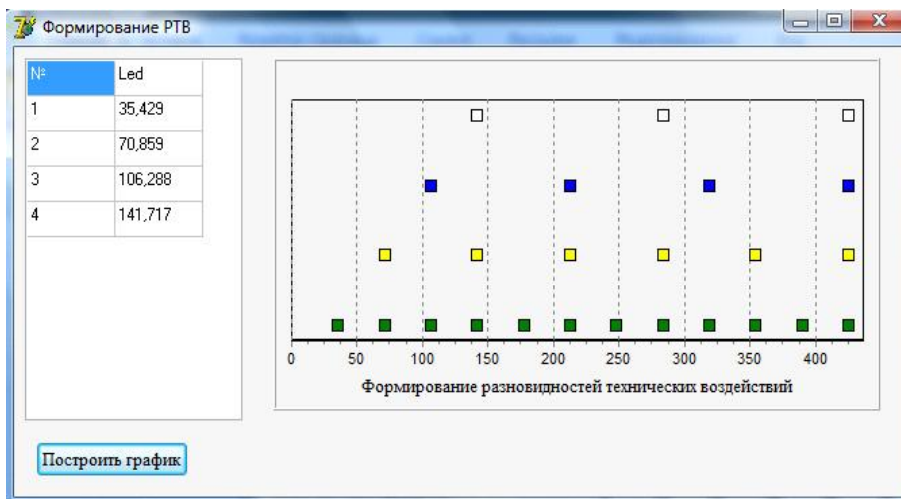 Формирование РТВ
№ Led
1 35,429
2 70,859
3 106,288
4 141,717
0 50 100 150 200 250 300 350 400
Формирование разновидностей технических воздействий
Построить график